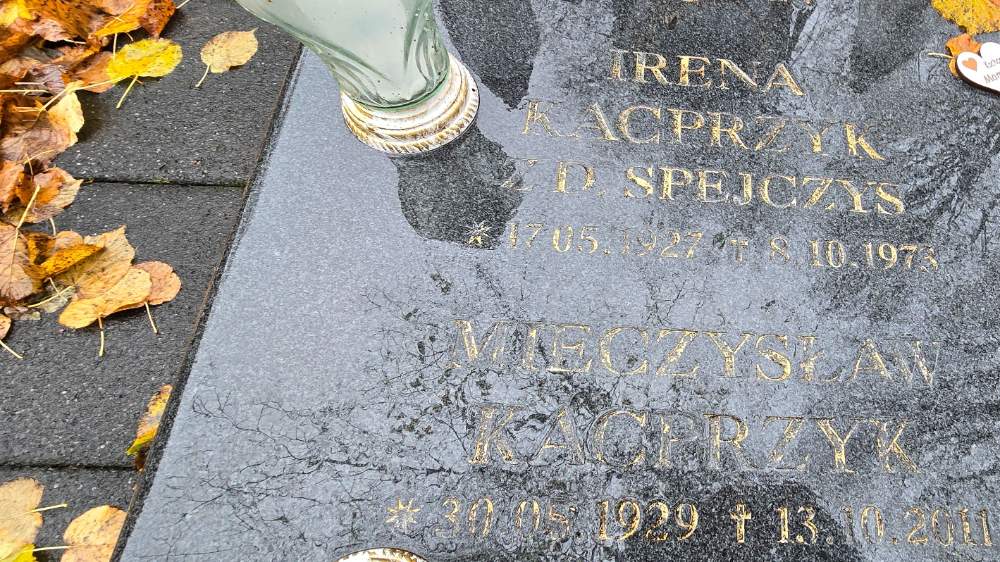 IRENA
KACPRZYK
Z D. SPEJCZYS
17.05.1927 † 8.10.1973
MIECZYSŁAW
KACPRZYK
30.05.1929 † 13.10.2011